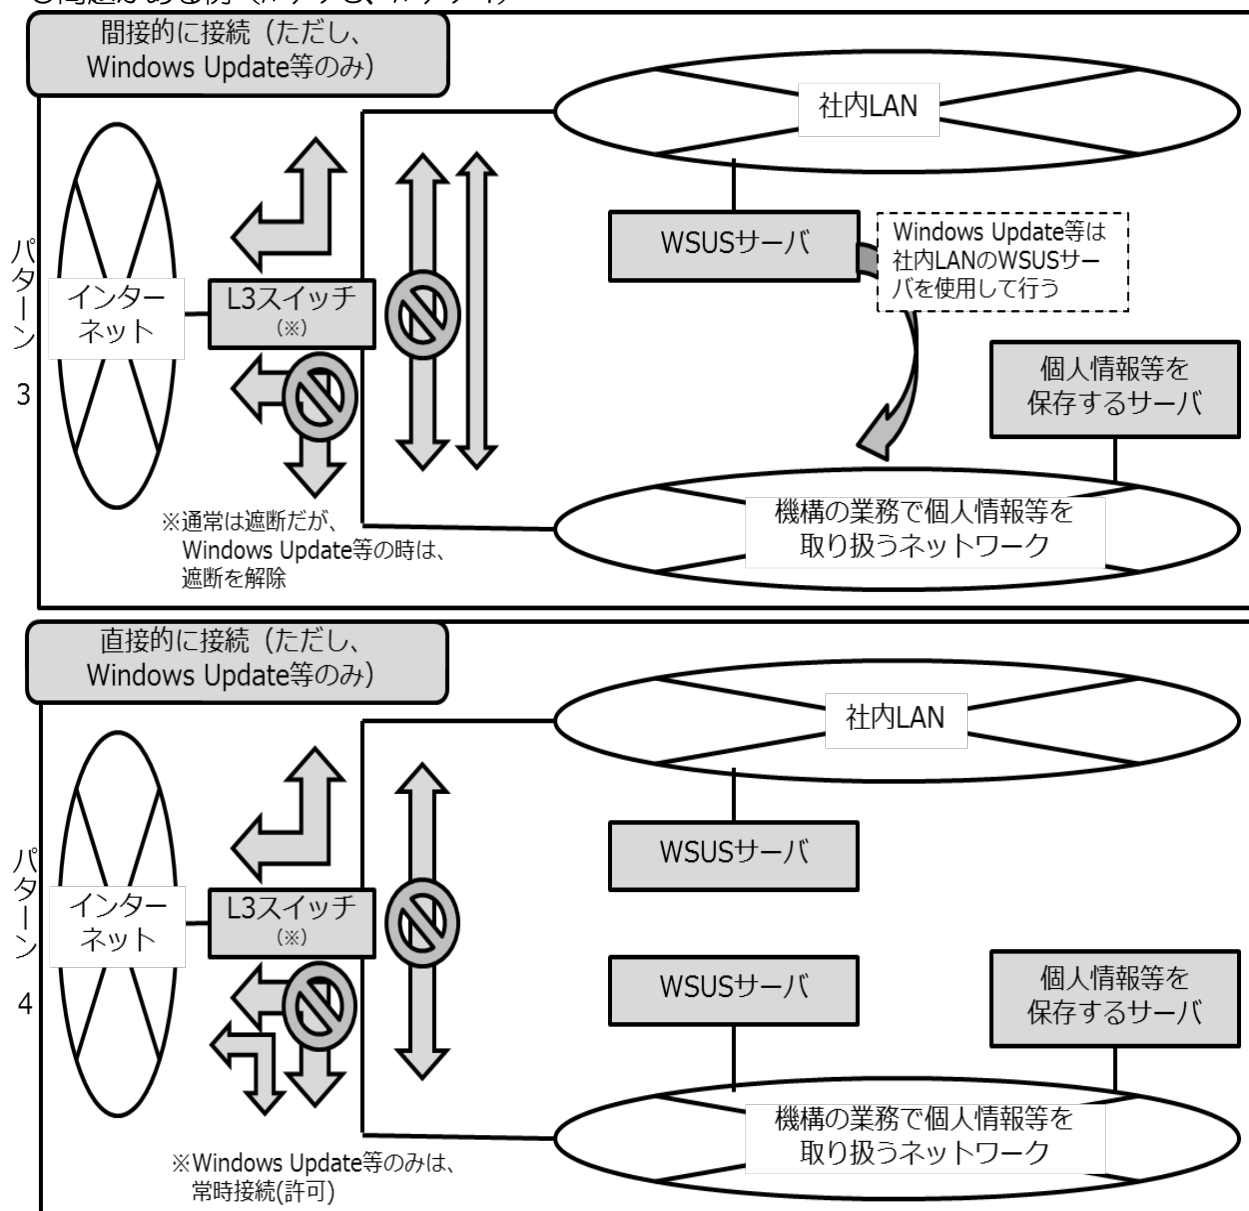 間接的に接続（ただし、
Windows Update等のみ）
パターン 3
社内LAN
WSUSサーバ
Windows Update等は
社内LANのWSUSサー
バを使用して行う
インター
ネット
L3スイッチ
（※）
個人情報等を
保存するサーバ
機構の業務で個人情報等を
取り扱うネットワーク
※通常は遮断だが、
Windows Update等の時は、
遮断を解除
直接的に接続（ただし、
Windows Update等のみ）
パターン 4
社内LAN
WSUSサーバ
インター
ネット
L3スイッチ
（※）
WSUSサーバ
個人情報等を
保存するサーバ
機構の業務で個人情報等を
取り扱うネットワーク
※Windows Update等のみは、
常時接続(許可)